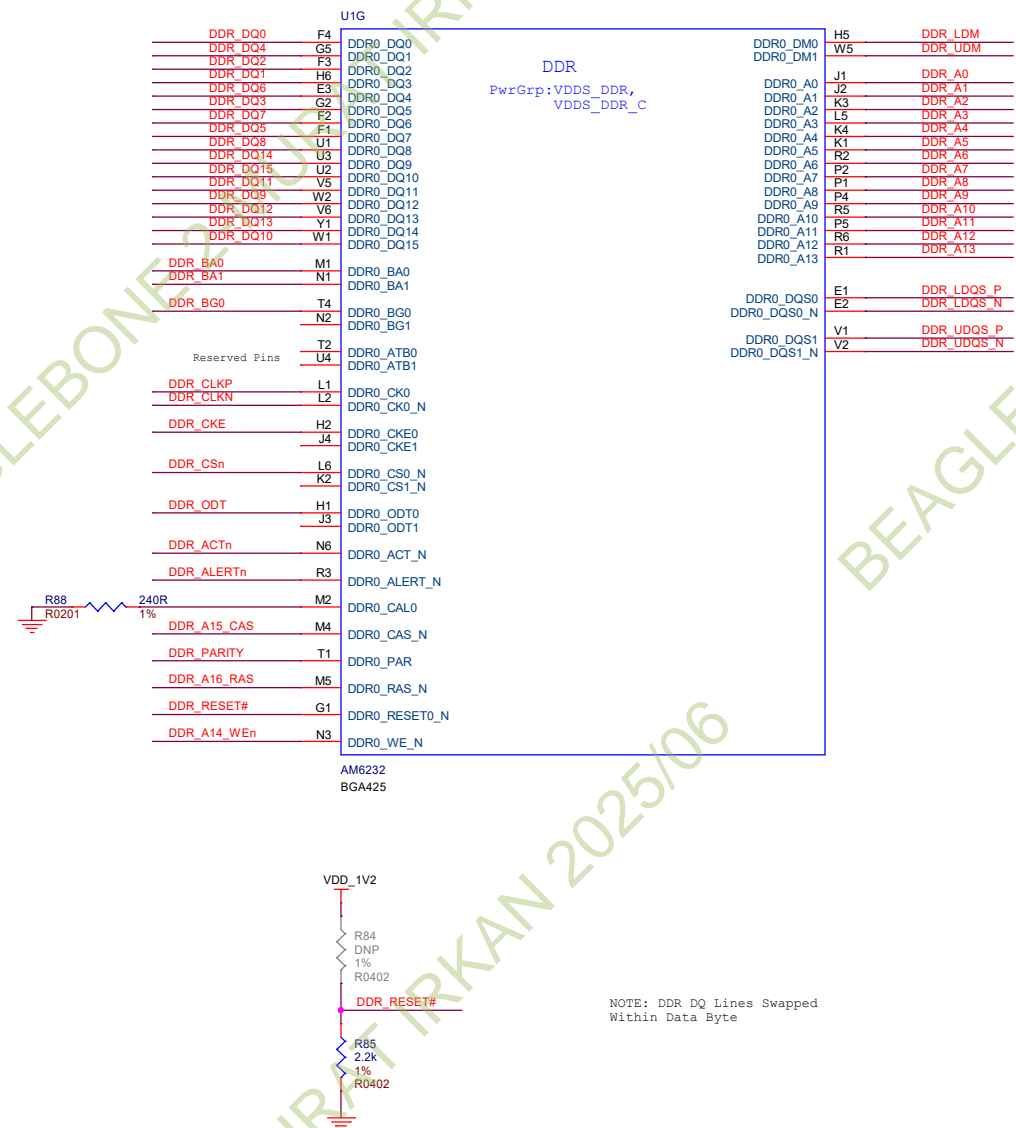 U1G
DDR_DQ0 F4 DDR0_DQ0
DDR_DQ4 G5 DDR0_DQ1
DDR_DQ2 F3 DDR0_DQ2
DDR_DQ1 H6 DDR0_DQ3
DDR_DQ6 E3 DDR0_DQ4
DDR_DQ3 G2 DDR0_DQ5
DDR_DQ7 F2 DDR0_DQ6
DDR_DQ5 F1 DDR0_DQ7
DDR_DQ8 U1 DDR0_DQ8
DDR_DQ14 U3 DDR0_DQ9
DDR_DQ15 U2 DDR0_DQ10
DDR_DQ11 V5 DDR0_DQ11
DDR_DQ9 W2 DDR0_DQ12
DDR_DQ12 V6 DDR0_DQ13
DDR_DQ13 Y1 DDR0_DQ14
DDR_DQ10 W1 DDR0_DQ15
DDR_BA0 M1 DDR0_BA0
DDR_BA1 N1 DDR0_BA1
DDR_BG0 T4 DDR0_BG0
N2 DDR0_BG1
T2 DDR0_ATB0
Reserved Pins U4 DDR0_ATB1
DDR_CLKP L1 DDR0_CK0
DDR_CLKN L2 DDR0_CK0_N
DDR_CKE H2 DDR0_CKE0
J4 DDR0_CKE1
DDR_CSn L6 DDR0_CS0_N
K2 DDR0_CS1_N
DDR_ODT H1 DDR0_ODT0
J3 DDR0_ODT1
DDR_ACTn N6 DDR0_ACT_N
DDR_ALERTn R3 DDR0_ALERT_N
R88 240R M2 DDR0_CAL0
R0201 1%
DDR_A15_CAS M4 DDR0_CAS_N
DDR_PARITY T1 DDR0_PAR
DDR_A16_RAS M5 DDR0_RAS_N
DDR_RESET# G1 DDR0_RESET0_N
DDR_A14_WEn N3 DDR0_WE_N
DDR
PwrGrp:VDDS_DDR,
VDDS_DDR_C
DDR0_DM0 H5 DDR_LDM
DDR0_DM1 W5 DDR_UDM
DDR0_A0 J1 DDR_A0
DDR0_A1 J2 DDR_A1
DDR0_A2 K3 DDR_A2
DDR0_A3 L5 DDR_A3
DDR0_A4 K4 DDR_A4
DDR0_A5 K1 DDR_A5
DDR0_A6 R2 DDR_A6
DDR0_A7 P2 DDR_A7
DDR0_A8 P1 DDR_A8
DDR0_A9 P4 DDR_A9
DDR0_A10 R5 DDR_A10
DDR0_A11 P5 DDR_A11
DDR0_A12 R6 DDR_A12
DDR0_A13 R1 DDR_A13
DDR0_DQS0 E1 DDR_LDQS_P
DDR0_DQS0_N E2 DDR_LDQS_N
DDR0_DQS1 V1 DDR_UDQS_P
DDR0_DQS1_N V2 DDR_UDQS_N
AM6232
BGA425
VDD_1V2
R84
DNP
1%
R0402
DDR_RESET#
R85
2.2k
1%
R0402
NOTE: DDR DQ Lines Swapped
Within Data Byte
GLEBONE 2 MURAT IR
BEAGLE
RAT IRKAN 2025/06